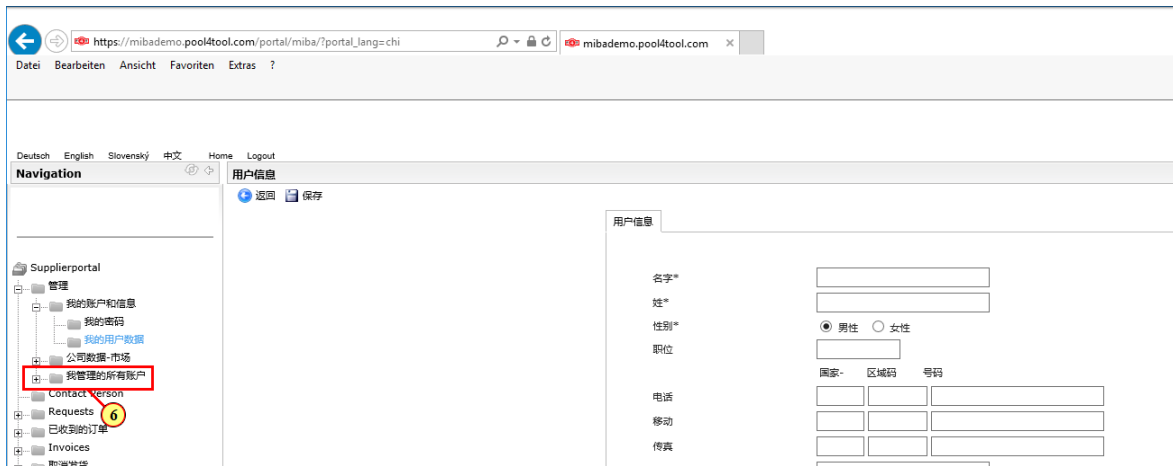 https://mibademo.pool4tool.com/portal/miba/?portal_lang=chi
mibademo.pool4tool.com
Datei Bearbeiten Ansicht Favoriten Extras ?
Deutsch English Slovenský 中文 Home Logout
Navigation
用户信息
返回 保存
用户信息
Supplierportal
管理
我的账户和信息
我的密码
我的用户数据
公司数据-市场
我管理的所有账户
Contact Person
Requests
6
已收到的订单
Invoices
取消发货
名字*
姓*
性别*
男性 女性
职位
国家- 区域码 号码
电话
移动
传真